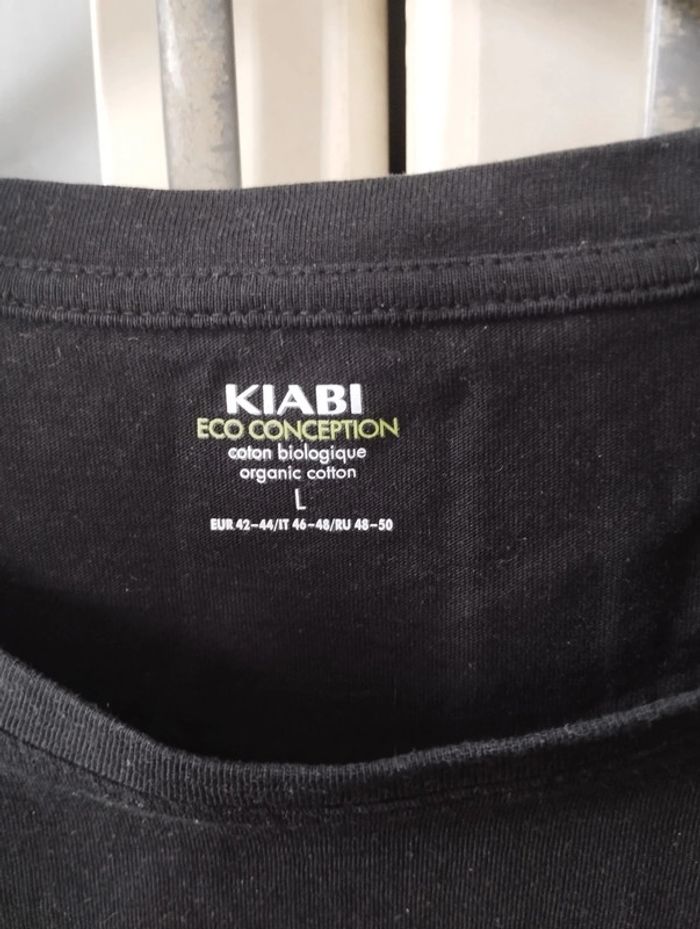 KIABI
ECO CONCEPTION
coton biologique
organic cotton
L
EUR 42-44/IT 46-48/RU 48-50